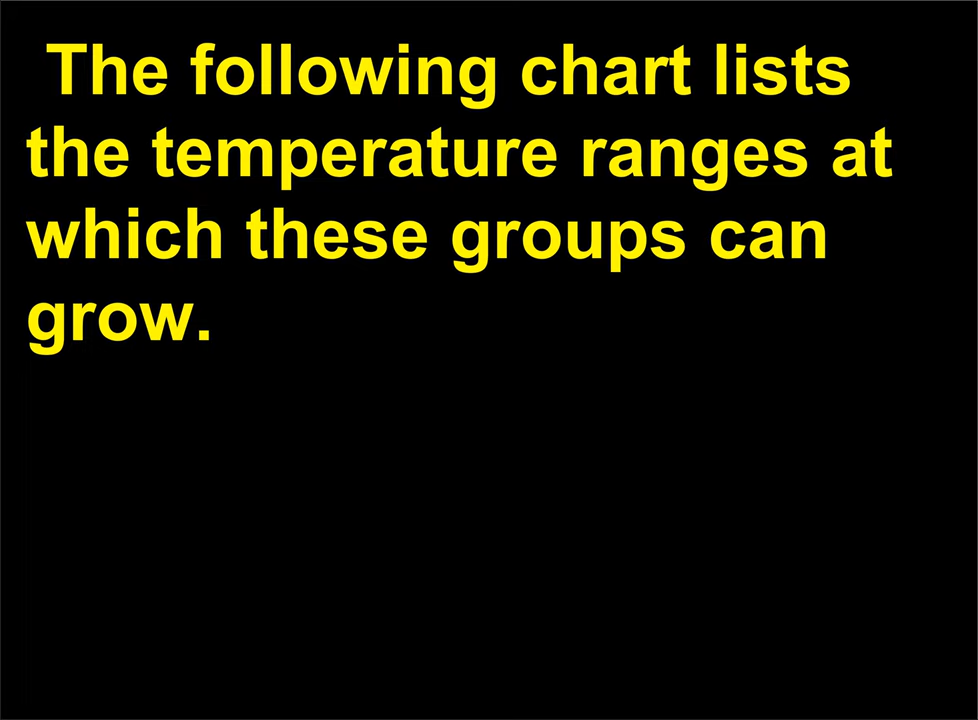 The following chart lists
the temperature ranges at
which these groups can
grow.